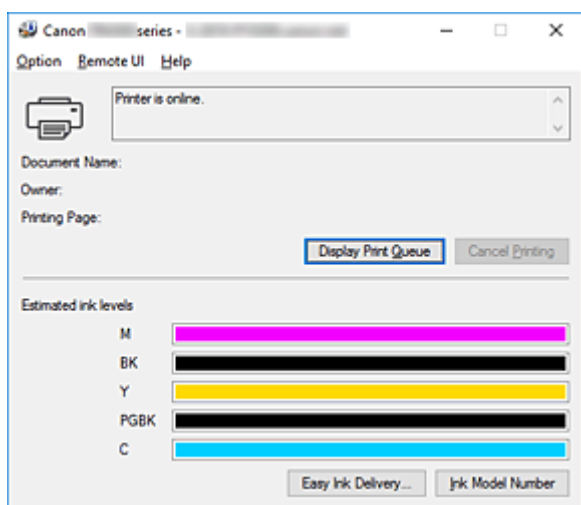 Canon series -
Option Remote UI Help
Printer is online.
Document Name:
Owner:
Printing Page:
Display Print Queue Cancel Printing
Estimated ink levels
M
BK
Y
PGBK
C
Easy Ink Delivery... Ink Model Number